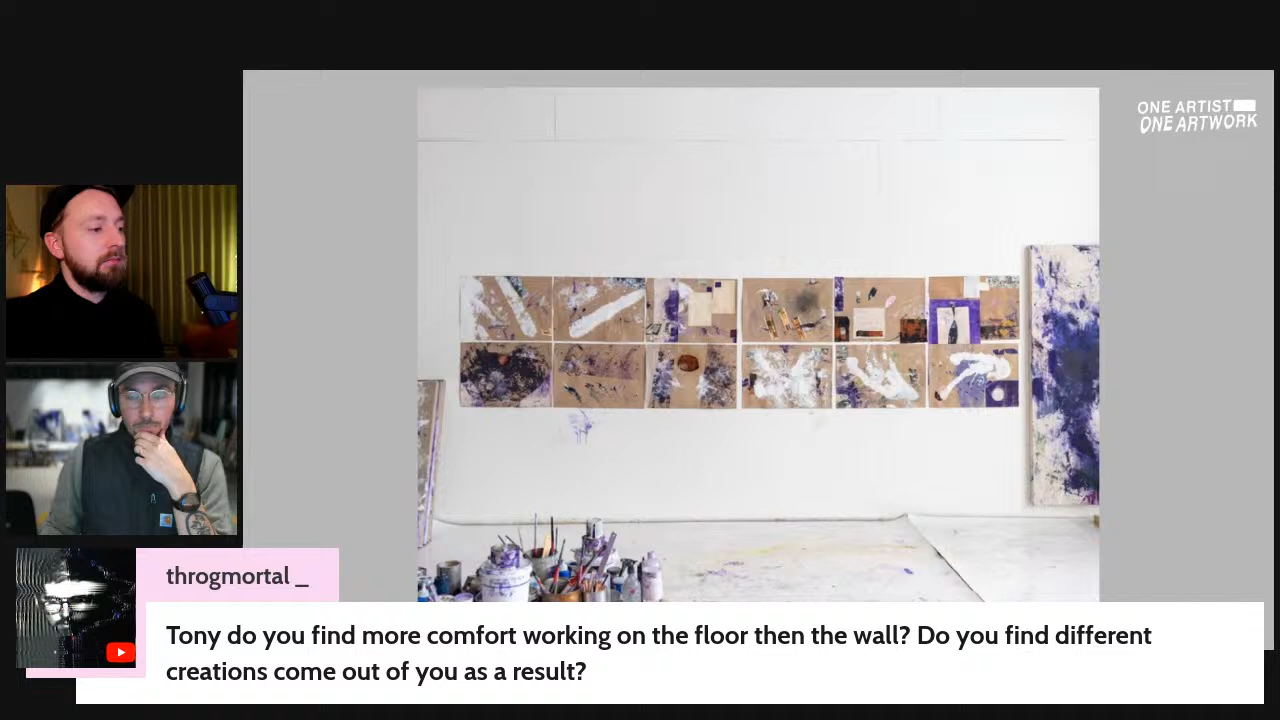 ONE ARTIST
ONE ARTWORK
throgmortal _
Tony do you find more comfort working on the floor then the wall? Do you find different
creations come out of you as a result?